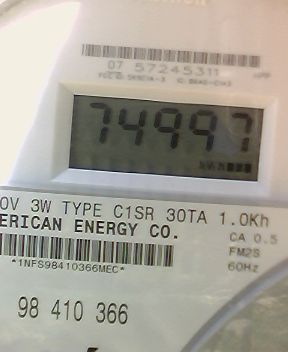 07 57245311
74997
kWh
0V 3W TYPE C1SR 30TA 1.0Kh
ERICAN ENERGY CO.
CA 0.5
FM2S
60Hz
*1NFS98410366MEC*
98 410 366